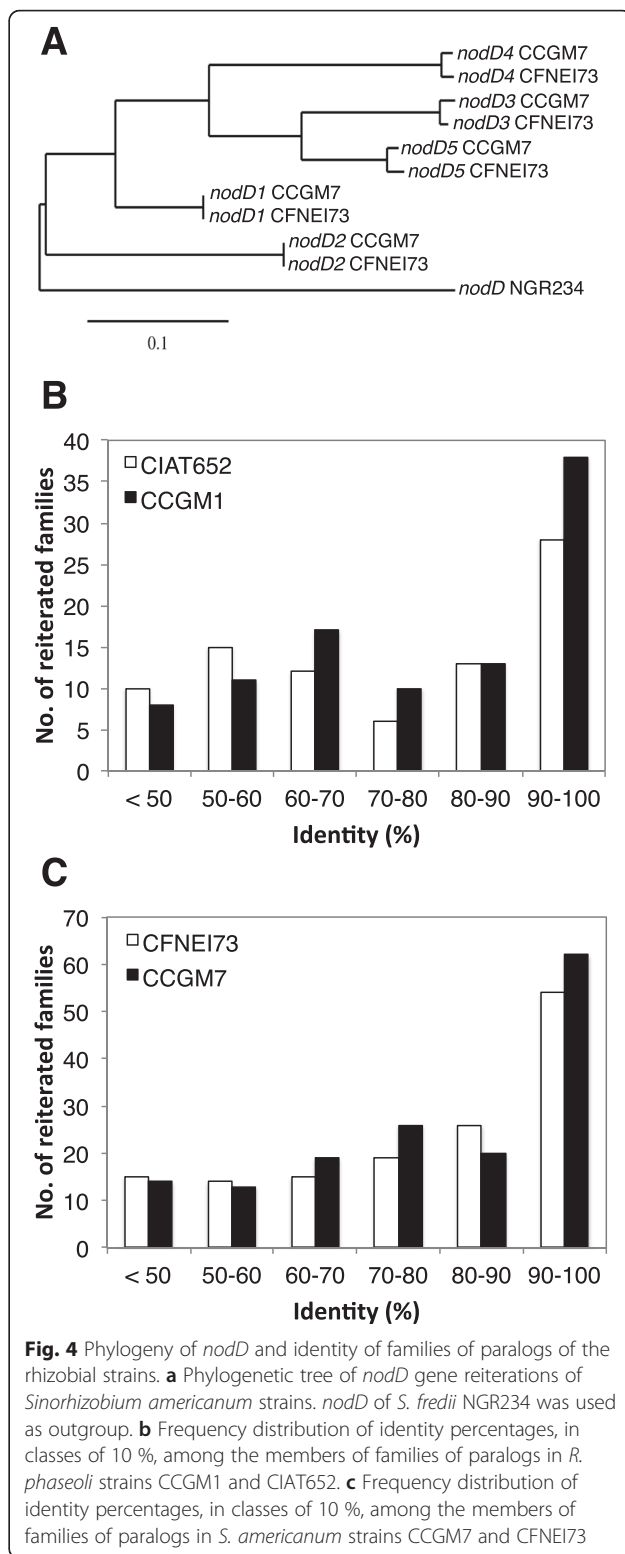 A
nodD4 CCGM7
nodD4 CFNEI73
nodD3 CCGM7
nodD3 CFNEI73
nodD5 CCGM7
nodD5 CFNEI73
nodD1 CCGM7
nodD1 CFNEI73
nodD2 CCGM7
nodD2 CFNEI73
nodD NGR234
0.1
B
No. of reiterated families
40
35
30
25
20
15
10
5
0
CIAT652
CCGM1
< 50 50-60 60-70 70-80 80-90 90-100
Identity (%)
C
No. of reiterated families
70
60
50
40
30
20
10
0
CFNEI73
CCGM7
< 50 50-60 60-70 70-80 80-90 90-100
Identity (%)
Fig. 4 Phylogeny of nodD and identity of families of paralogs of the
rhizobial strains. a Phylogenetic tree of nodD gene reiterations of
Sinorhizobium americanum strains. nodD of S. fredii NGR234 was used
as outgroup. b Frequency distribution of identity percentages, in
classes of 10 %, among the members of families of paralogs in R.
phaseoli strains CCGM1 and CIAT652. c Frequency distribution of
identity percentages, in classes of 10 %, among the members of
families of paralogs in S. americanum strains CCGM7 and CFNEI73